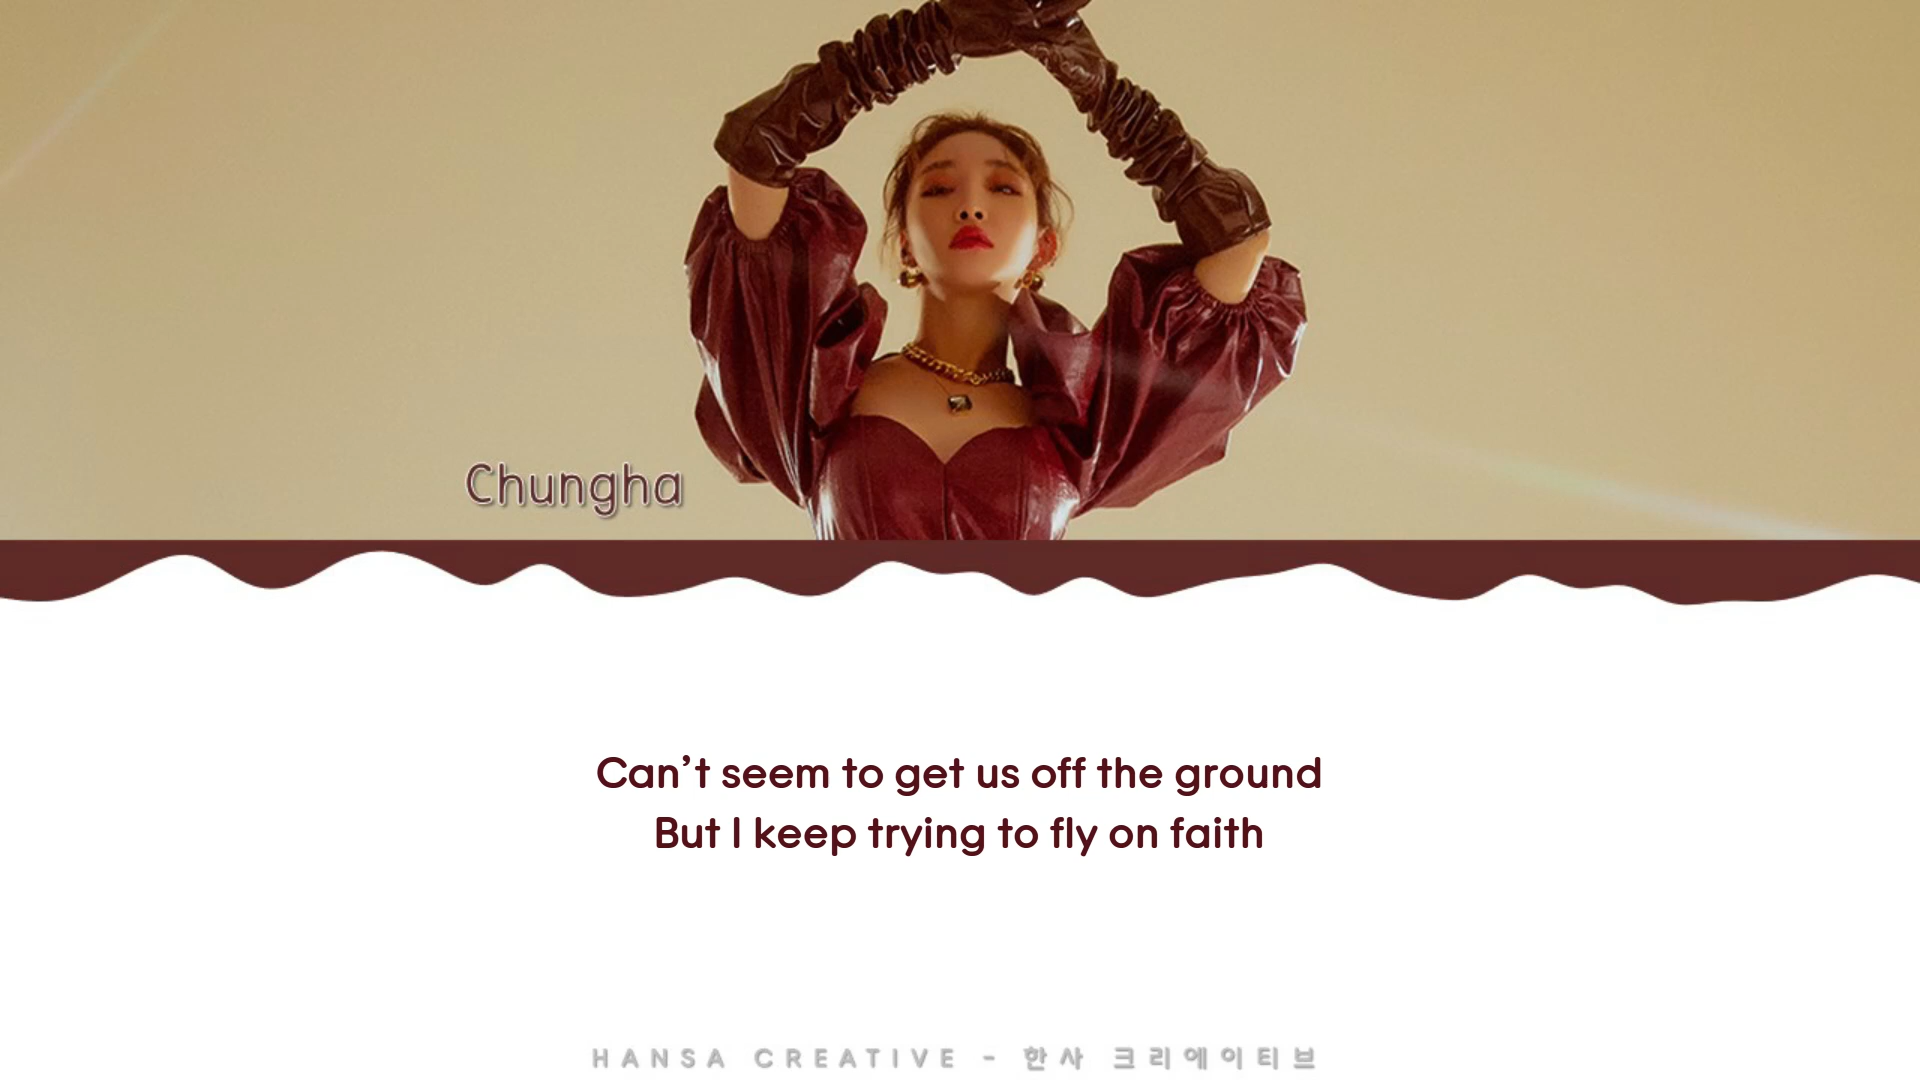 Chungha
Can’t seem to get us off the ground
But I keep trying to fly on faith
HANSA CREATIVE - 한사 크리에이티브